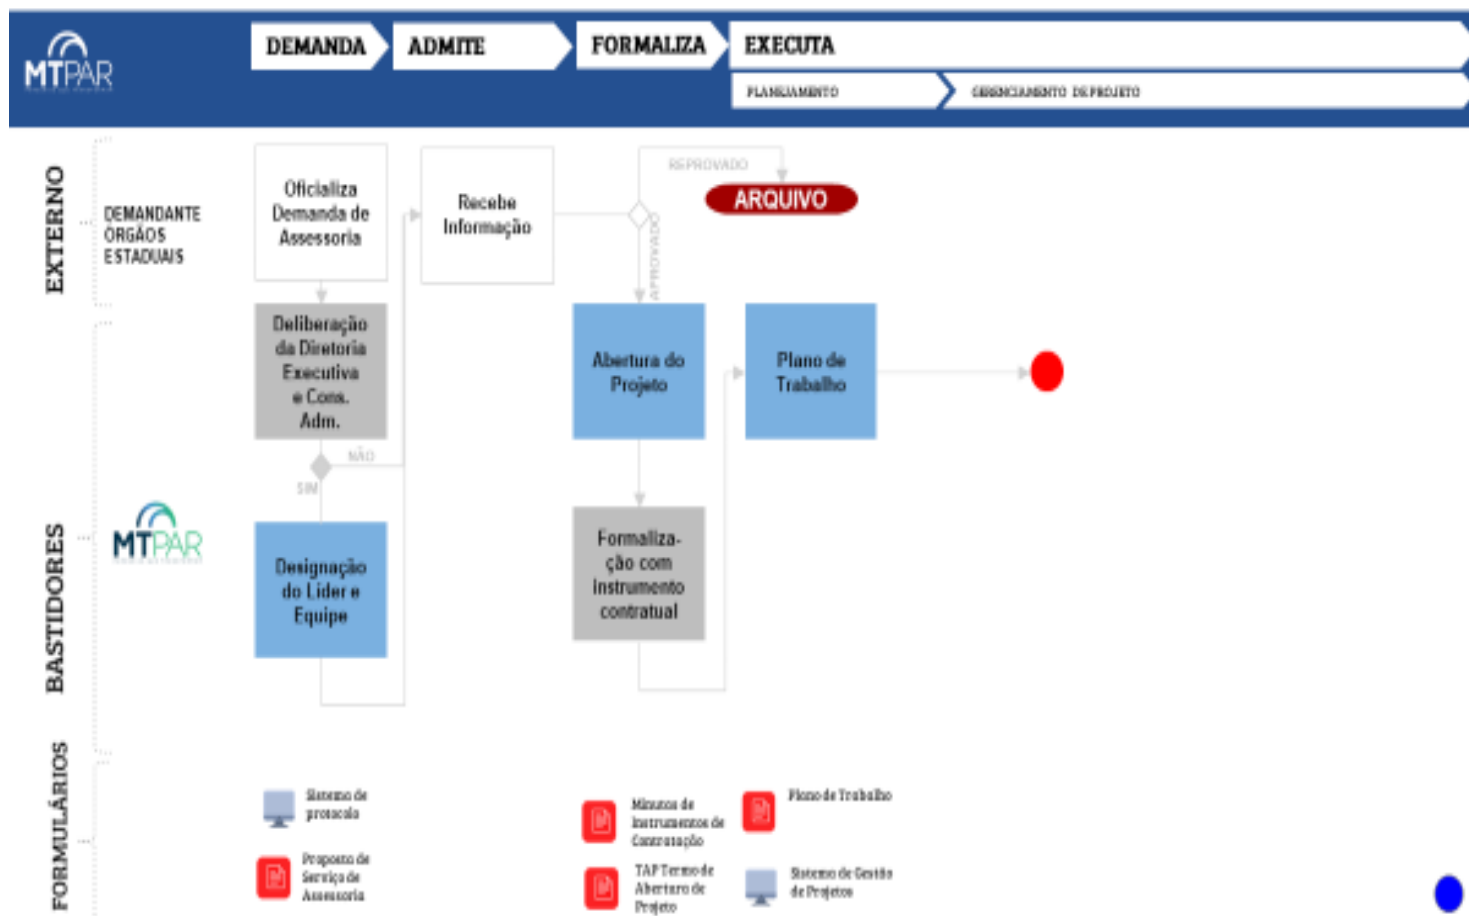 MTPAR
DEMANDA
ADMITE
FORMALIZA
EXECUTA
PLANEJAMENTO
GERENCIAMENTO DE PROJETO
EXTERNO
DEMANDANTE
ÓRGÃOS
ESTADUAIS
Oficializa
Demanda de
Assessoria
Recebe
Informação
REPROVADO
ARQUIVO
APROVADO
Deliberação
da Diretoria
Executiva
e Cons.
Adm.
NÃO
SIM
Abertura do
Projeto
Plano de
Trabalho
BASTIDORES
MTPAR
Designação
do Líder e
Equipe
Formaliza-
ção com
instrumento
contratual
FORMULÁRIOS
Sistema de
protocolo
Proposta de
Serviço de
Assessoria
Minutas de
Instrumentos de
Contratação
TAP Termo de
Abertura de
Projeto
Plano de Trabalho
Sistema de Gestão
de Projetos